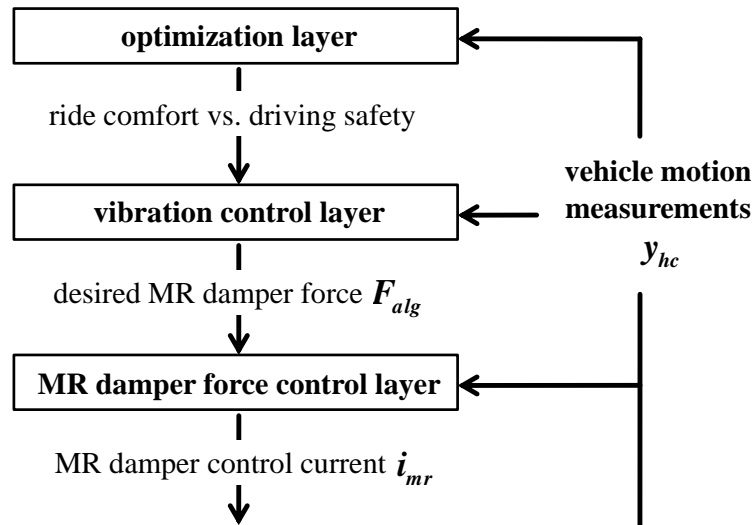 optimization layer
ride comfort vs. driving safety
vibration control layer
desired MR damper force F_alg
MR damper force control layer
MR damper control current i_mr
vehicle motion
measurements
y_hc